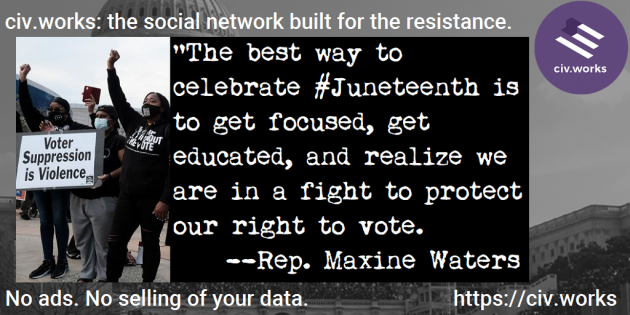 civ.works: the social network built for the resistance.
civ.works
"The best way to
celebrate #Juneteenth is
to get focused, get
educated, and realize we
are in a fight to protect
our right to vote.
--Rep. Maxine Waters
Voter
Suppression
is Violence
THE VOTE
No ads. No selling of your data.
https://civ.works